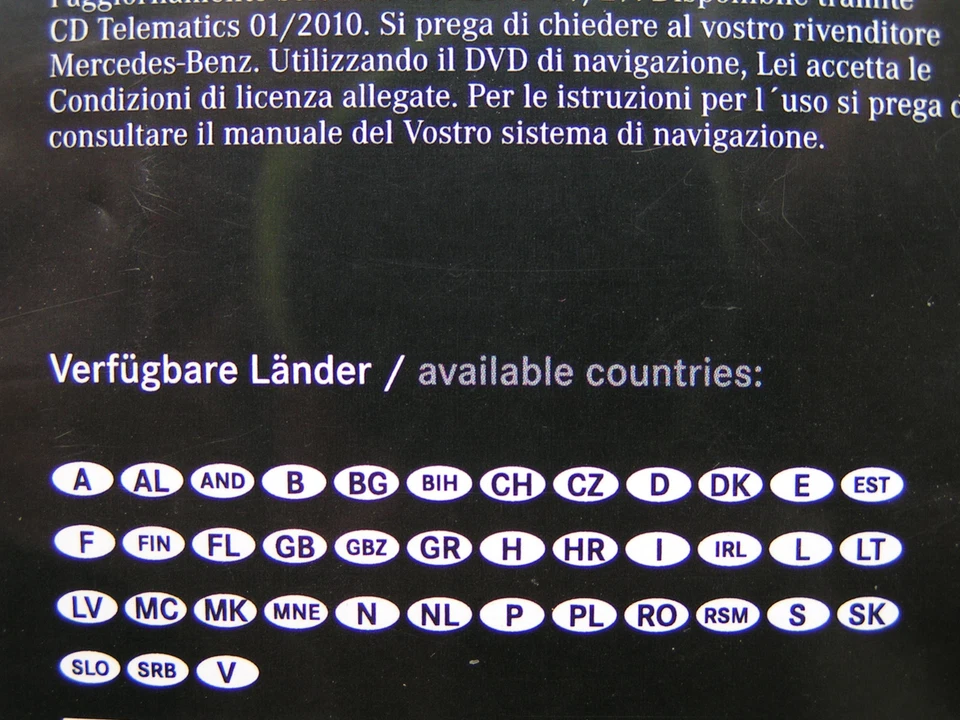 l'aggiornamento Disponibile tramite
CD Telematics 01/2010. Si prega di chiedere al vostro rivenditore
Mercedes-Benz. Utilizzando il DVD di navigazione, Lei accetta le
Condizioni di licenza allegate. Per le istruzioni per l´uso si prega
consultare il manuale del Vostro sistema di navigazione.
Verfügbare Länder / available countries:
A AL AND B BG BIH CH CZ D DK E EST
F FIN FL GB GBZ GR H HR I IRL L LT
LV MC MK MNE N NL P PL RO RSM S SK
SLO SRB V